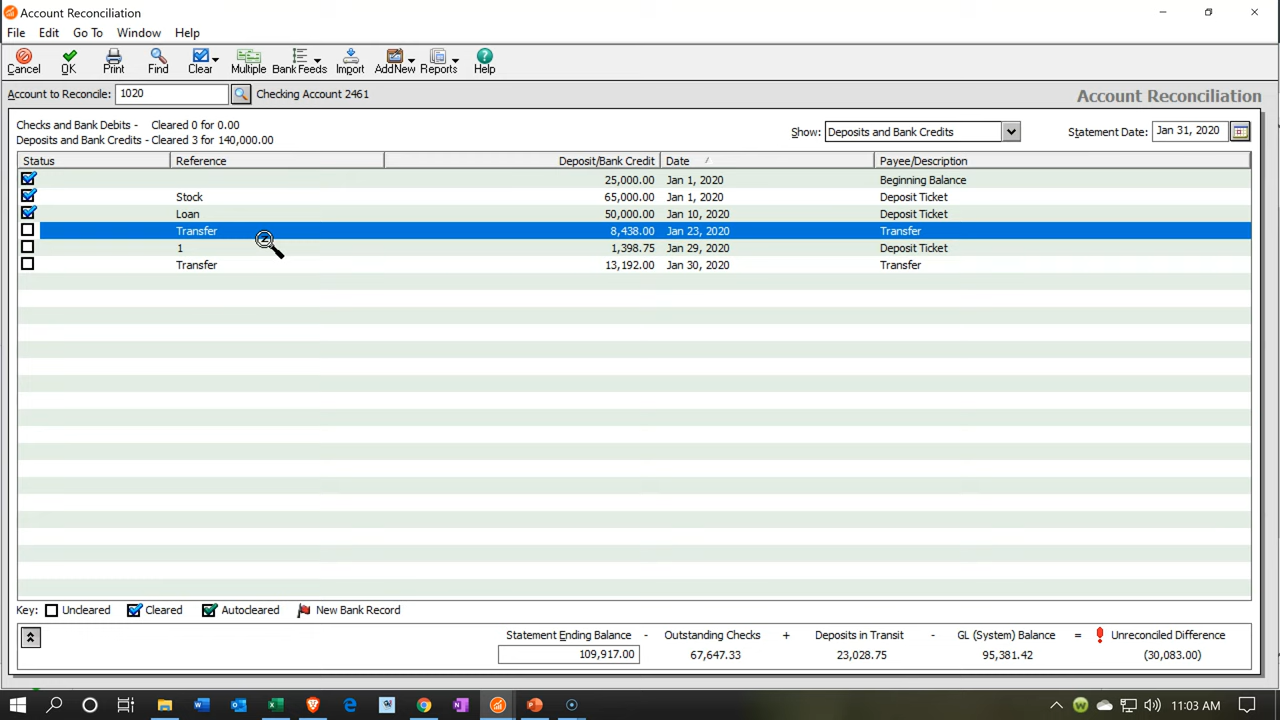 Account Reconciliation
File Edit Go To Window Help
Cancel OK Print Find Clear Multiple Bank Feeds Import AddNew Reports Help
Account to Reconcile: 1020 Checking Account 2461
Account Reconciliation
Checks and Bank Debits - Cleared 0 for 0.00
Deposits and Bank Credits - Cleared 3 for 140,000.00
Show: Deposits and Bank Credits Statement Date: Jan 31, 2020
Status Reference Deposit/Bank Credit Date Payee/Description
25,000.00 Jan 1, 2020 Beginning Balance
Stock 65,000.00 Jan 1, 2020 Deposit Ticket
Loan 50,000.00 Jan 10, 2020 Deposit Ticket
Transfer 8,438.00 Jan 23, 2020 Transfer
1 1,398.75 Jan 29, 2020 Deposit Ticket
Transfer 13,192.00 Jan 30, 2020 Transfer
Key: Uncleared Cleared Autocleared New Bank Record
Statement Ending Balance - Outstanding Checks + Deposits in Transit - GL (System) Balance = Unreconciled Difference
109,917.00 67,647.33 23,028.75 95,381.42 (30,083.00)
11:03 AM